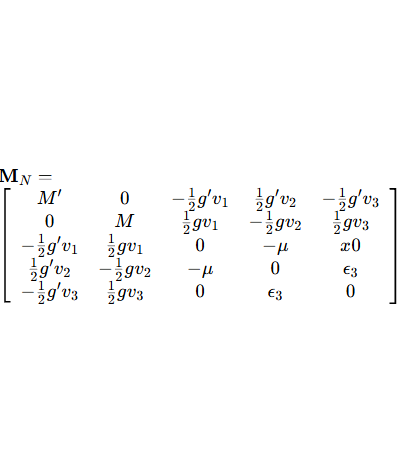 M_N =
M′ 0 −½g′v₁ ½g′v₂ −½g′v₃
0 M ½gv₁ −½gv₂ ½gv₃
−½g′v₁ ½gv₁ 0 −μ x0
½g′v₂ −½gv₂ −μ 0 ϵ₃
−½g′v₃ ½gv₃ 0 ϵ₃ 0